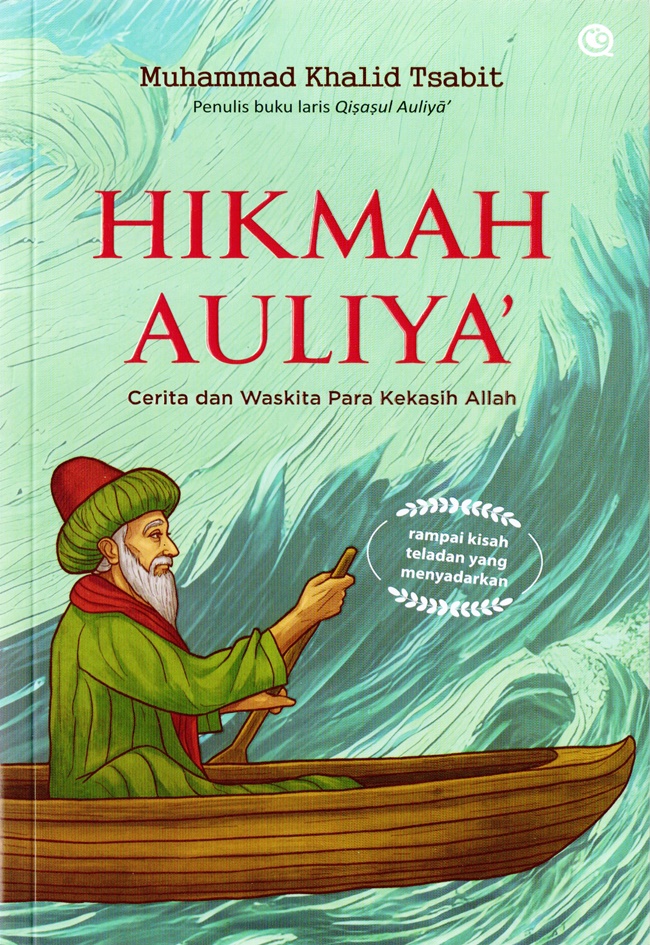 Muhammad Khalid Tsabit
Penulis buku laris Qiṣaṣul Auliyā’
HIKMAH
AULIYA’
Cerita dan Waskita Para Kekasih Allah
rampai kisah
teladan yang
menyadarkan